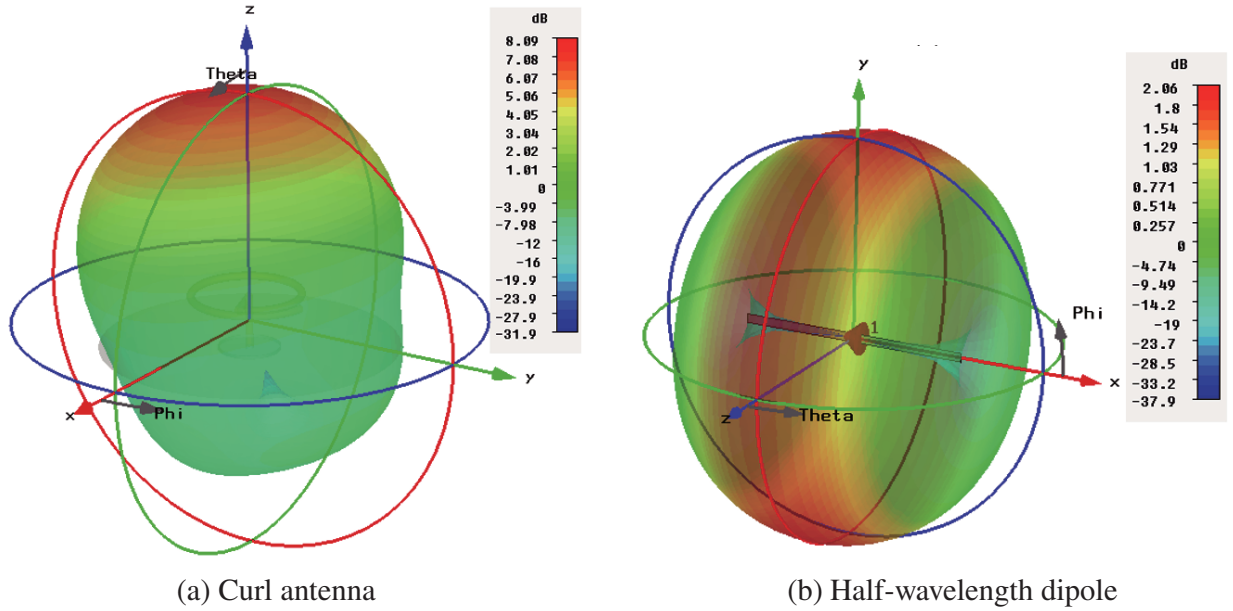 dB
8.09
7.08
6.07
5.06
4.05
3.04
2.02
1.01
0
-3.99
-7.98
-12
-16
-19.9
-23.9
-27.9
-31.9
z
Theta
y
x
Phi
dB
2.06
1.8
1.54
1.29
1.03
0.771
0.514
0.257
0
-4.74
-9.49
-14.2
-19
-23.7
-28.5
-33.2
-37.9
y
1
Phi
x
z
Theta
(a) Curl antenna
(b) Half-wavelength dipole